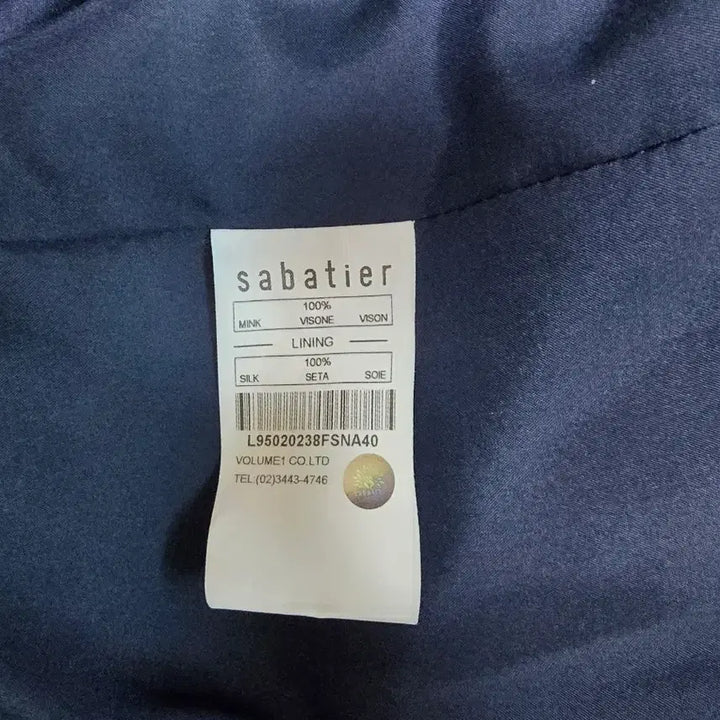 sabatier
100%
MINK VISONE VISON
LINING
100%
SILK SETA SOIE
L95020238FSNA40
VOLUME1 CO.LTD
TEL:(02)3443-4746